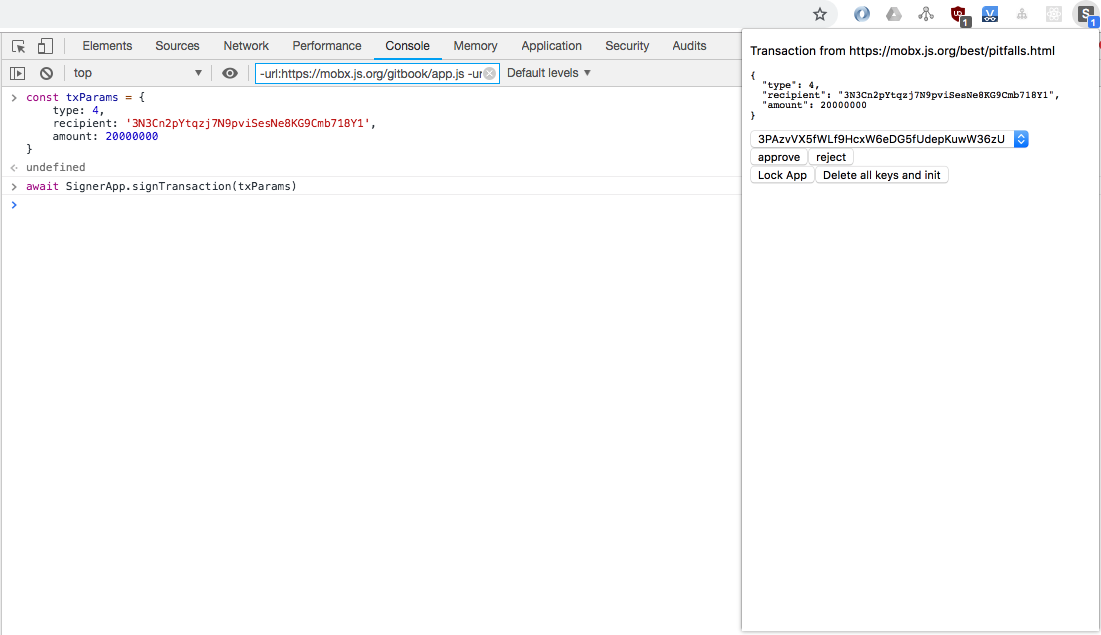 Elements Sources Network Performance Console Memory Application Security Audits
top -url:https://mobx.js.org/gitbook/app.js -ur Default levels
const txParams = {
type: 4,
recipient: '3N3Cn2pYtqzj7N9pviSesNe8KG9Cmb718Y1',
amount: 20000000
}
undefined
await SignerApp.signTransaction(txParams)
S
1
1
Transaction from https://mobx.js.org/best/pitfalls.html
{
"type": 4,
"recipient": "3N3Cn2pYtqzj7N9pviSesNe8KG9Cmb718Y1",
"amount": 20000000
}
3PAzvVX5fWLf9HcxW6eDG5fUdepKuwW36zU
approve reject
Lock App Delete all keys and init